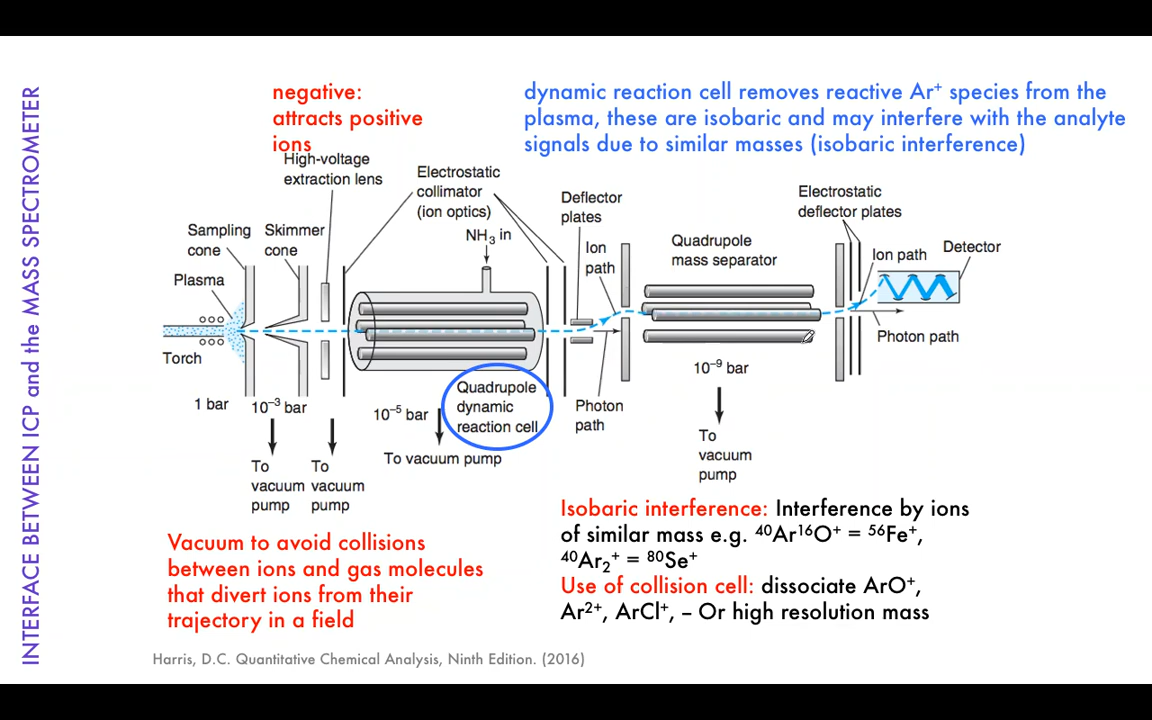 INTERFACE BETWEEN ICP and the MASS SPECTROMETER
negative:
attracts positive
ions
dynamic reaction cell removes reactive Ar⁺ species from the
plasma, these are isobaric and may interfere with the analyte
signals due to similar masses (isobaric interference)
High-voltage
extraction lens
Electrostatic
collimator
(ion optics)
Deflector
plates
Electrostatic
deflector plates
Sampling
cone
Skimmer
cone
NH₃ in
Ion
path
Quadrupole
mass separator
Ion path
Detector
Plasma
Torch
Photon path
1 bar
10⁻³ bar
10⁻⁵ bar
Quadrupole
dynamic
reaction cell
Photon
path
10⁻⁹ bar
To
vacuum
pump
To
vacuum
pump
To vacuum pump
To
vacuum
pump
Vacuum to avoid collisions
between ions and gas molecules
that divert ions from their
trajectory in a field
Isobaric interference: Interference by ions
of similar mass e.g. ⁴⁰Ar¹⁶O⁺ = ⁵⁶Fe⁺,
⁴⁰Ar₂⁺ = ⁸⁰Se⁺
Use of collision cell: dissociate ArO⁺,
Ar²⁺, ArCl⁺, – Or high resolution mass
Harris, D.C. Quantitative Chemical Analysis, Ninth Edition. (2016)